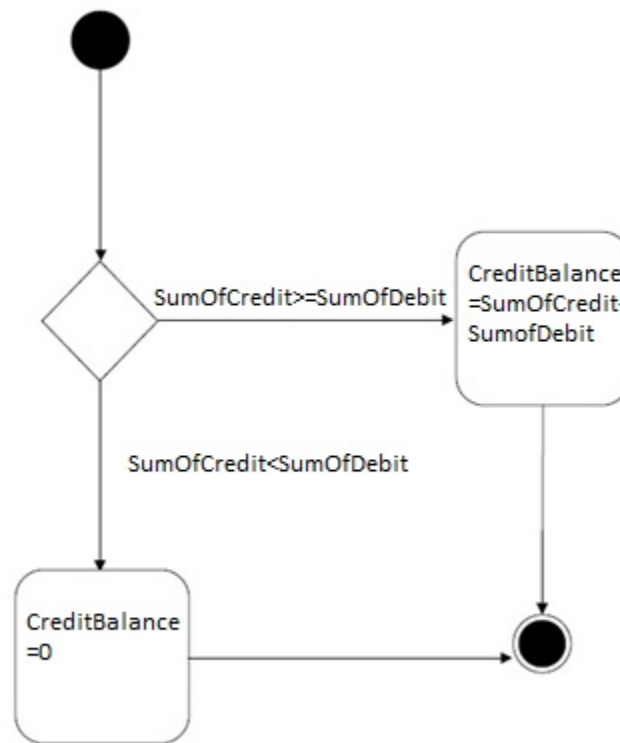 SumOfCredit>=SumOfDebit
CreditBalance
=SumOfCredit-
SumofDebit
SumOfCredit<SumOfDebit
CreditBalance
=0